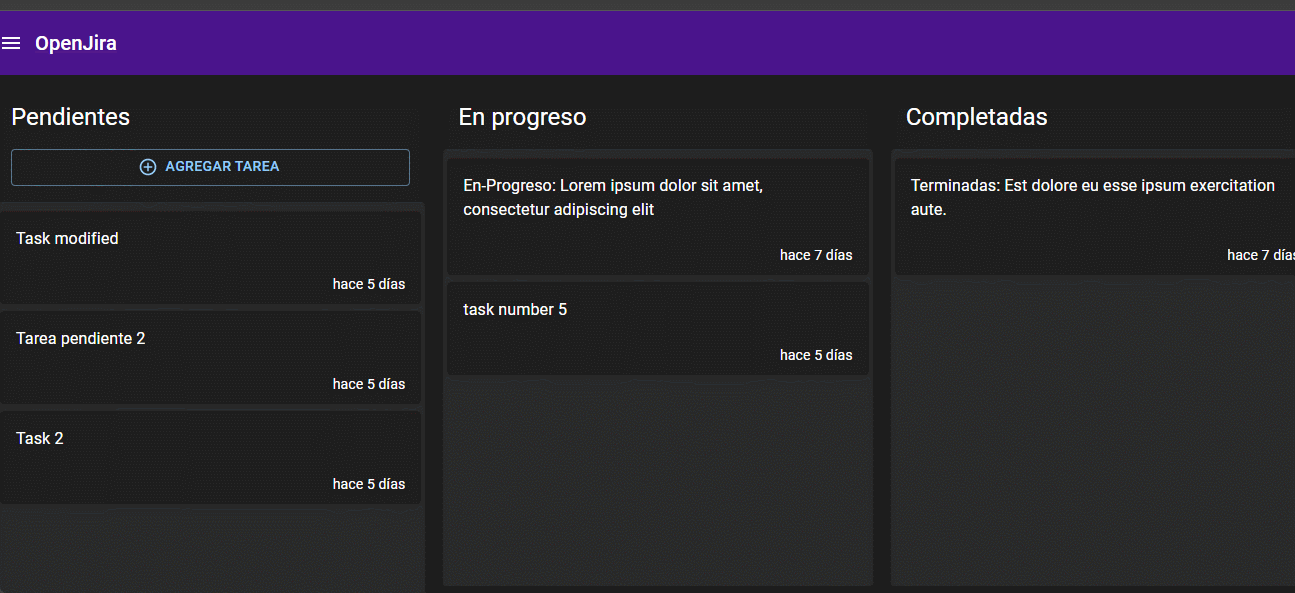 OpenJira
Pendientes
AGREGAR TAREA
Task modified
hace 5 días
Tarea pendiente 2
hace 5 días
Task 2
hace 5 días
En progreso
En-Progreso: Lorem ipsum dolor sit amet,
consectetur adipiscing elit
hace 7 días
task number 5
hace 5 días
Completadas
Terminadas: Est dolore eu esse ipsum exercitation
aute.
hace 7 días